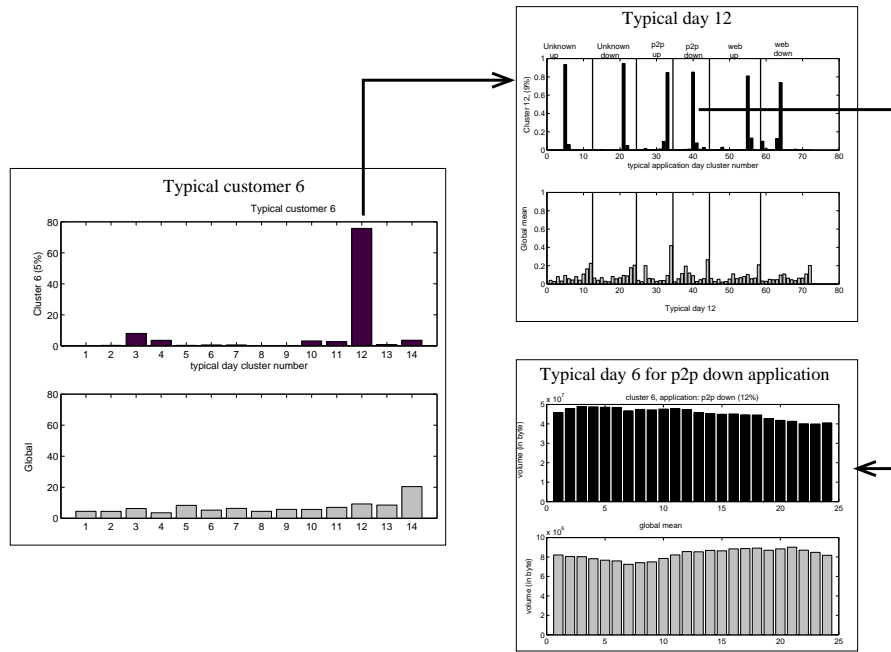 Typical customer 6
Typical customer 6
80
60
40
20
0
Cluster 6 (5%)
1 2 3 4 5 6 7 8 9 10 11 12 13 14
typical day cluster number
80
60
40
20
0
Global
1 2 3 4 5 6 7 8 9 10 11 12 13 14
Typical day 12
Unknown up
Unknown down
p2p up
p2p down
web up
web down
1
0.8
0.6
0.4
0.2
0
Cluster 12, (9%)
0 10 20 30 40 50 60 70 80
typical application day cluster number
1
0.8
0.6
0.4
0.2
0
Global mean
0 10 20 30 40 50 60 70 80
Typical day 12
Typical day 6 for p2p down application
x 10^7
cluster 6, application: p2p down (12%)
5
4
3
2
1
0
volume (in byte)
0 5 10 15 20 25
x 10^6
global mean
10
8
6
4
2
0
volume (in byte)
0 5 10 15 20 25